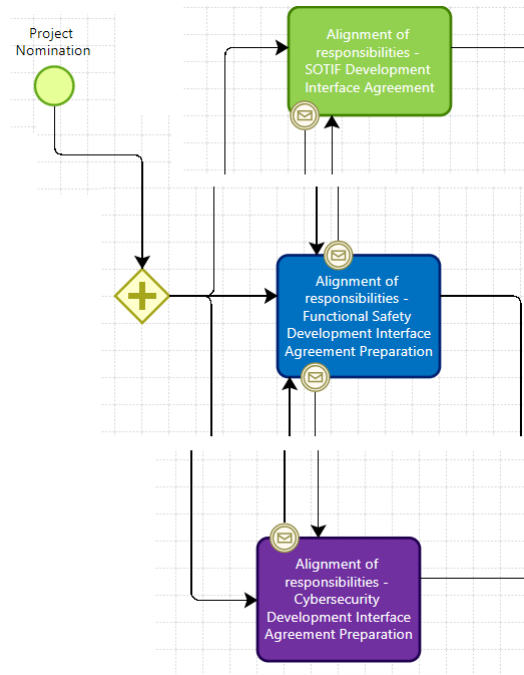 Project
Nomination
Alignment of
responsibilities -
SOTIF Development
Interface Agreement
Alignment of
responsibilities -
Functional Safety
Development Interface
Agreement Preparation
Alignment of
responsibilities -
Cybersecurity
Development Interface
Agreement Preparation